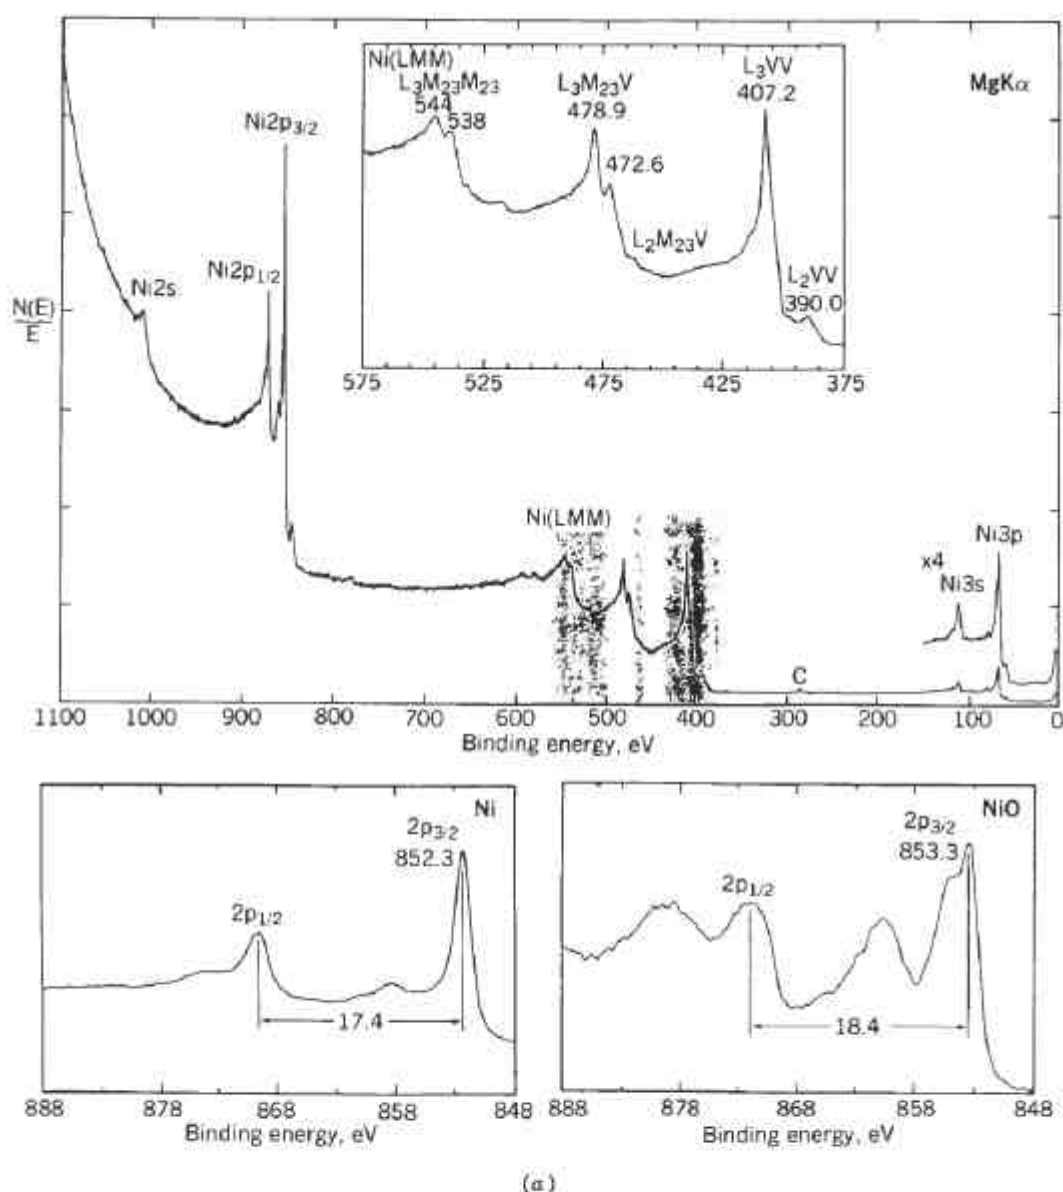 Ni(LMM)
L₃M₂₃M₂₃
544
538
L₃M₂₃V
478.9
472.6
L₂M₂₃V
L₃VV
407.2
L₂VV
390.0
575 525 475 425 375
MgKα
Ni2p₃/₂
Ni2p₁/₂
Ni2s
N(E)
E
Ni(LMM)
x4
Ni3s
Ni3p
C
1100 1000 900 800 700 600 500 400 300 200 100 0
Binding energy, eV
Ni
2p₃/₂
852.3
2p₁/₂
17.4
888 878 868 858 848
Binding energy, eV
NiO
2p₃/₂
853.3
2p₁/₂
18.4
888 878 868 858 848
Binding energy, eV
(a)